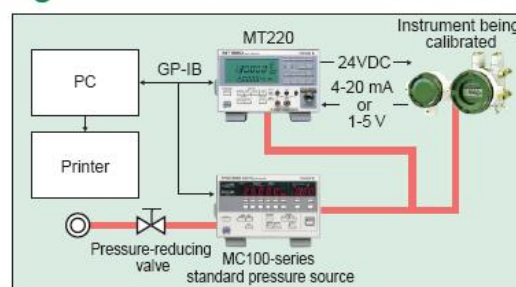 MT220
Instrument being
calibrated
PC
GP-IB
24VDC
4-20 mA
or
1-5 V
Printer
Pressure-reducing
valve
MC100-series
standard pressure source